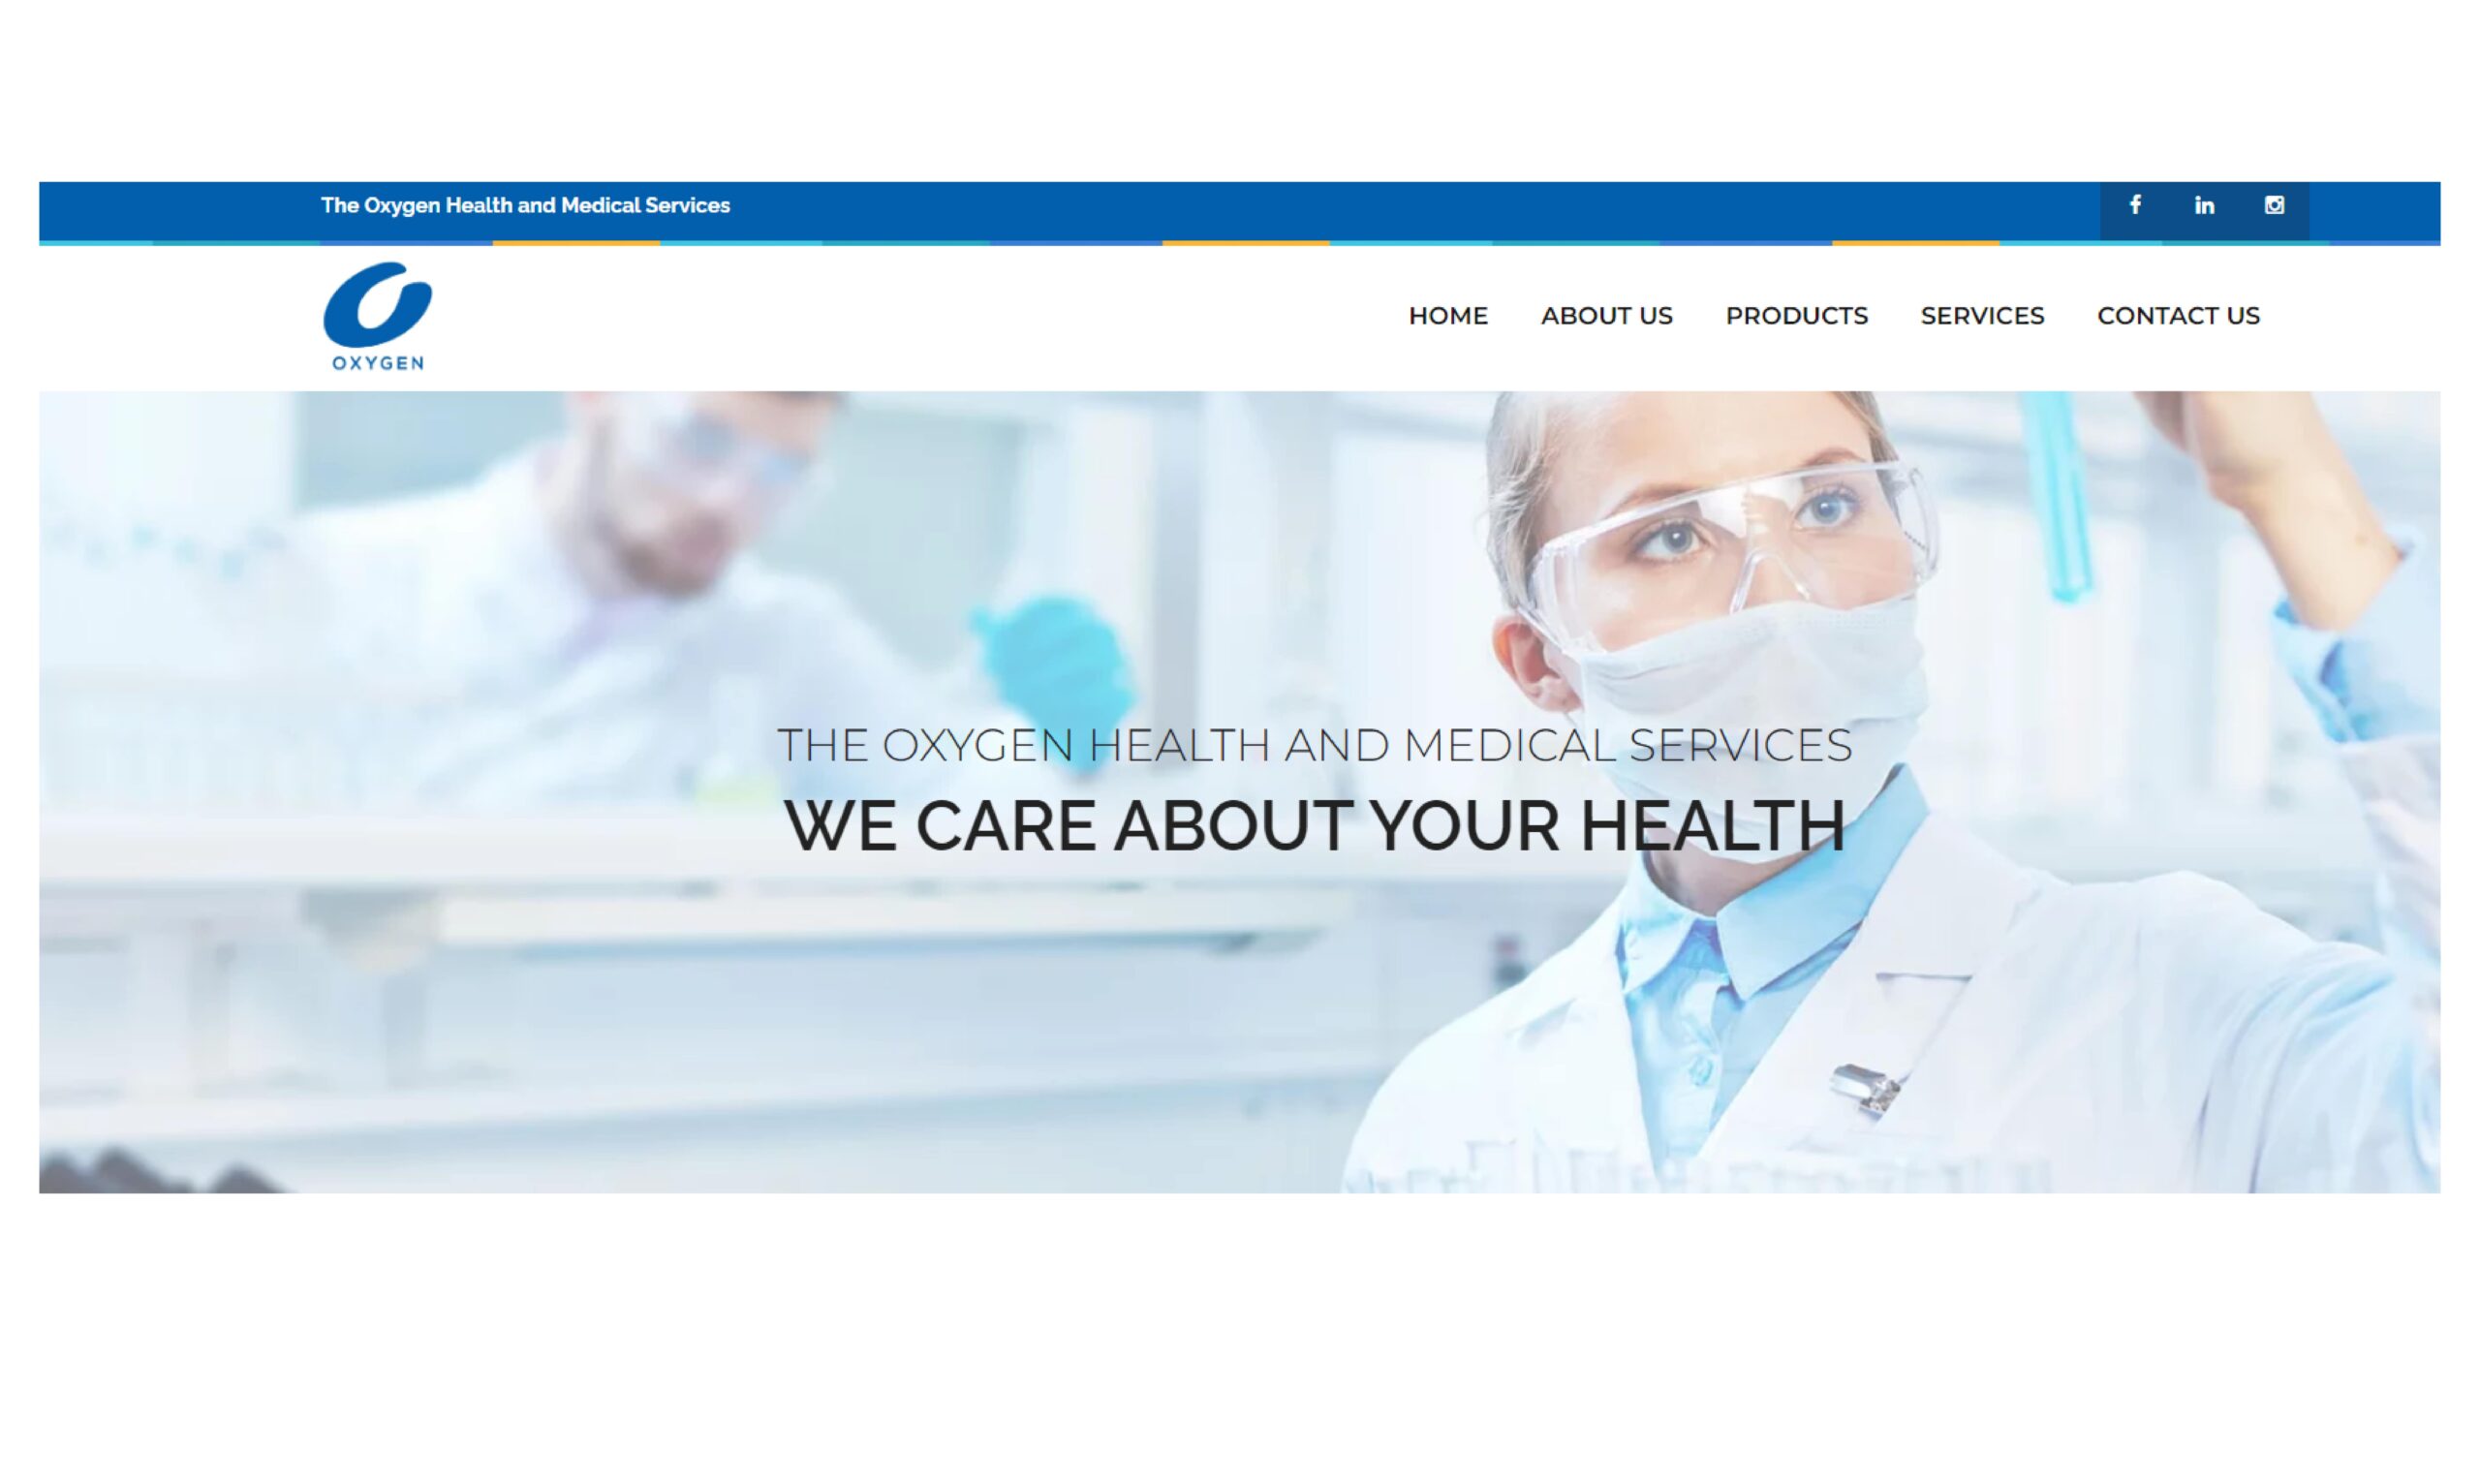 The Oxygen Health and Medical Services
OXYGEN
HOME ABOUT US PRODUCTS SERVICES CONTACT US
THE OXYGEN HEALTH AND MEDICAL SERVICES
WE CARE ABOUT YOUR HEALTH